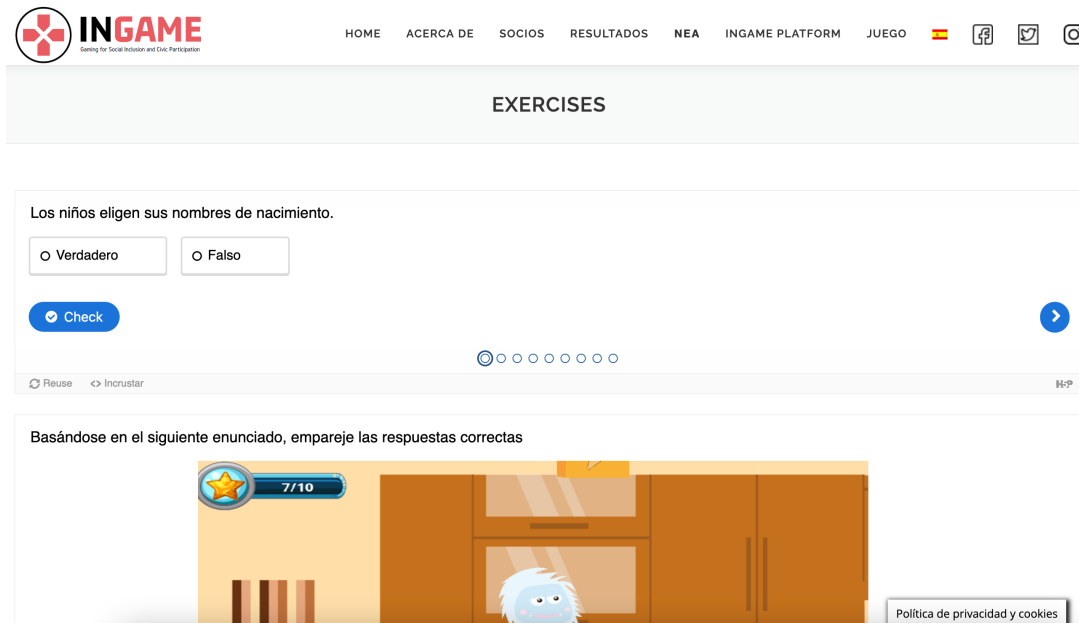 INGAME
Gaming for Social Inclusion and Civic Participation
HOME ACERCA DE SOCIOS RESULTADOS NEA INGAME PLATFORM JUEGO
EXERCISES
Los niños eligen sus nombres de nacimiento.
Verdadero Falso
Check
Reuse <> Incrustar H-P
Basándose en el siguiente enunciado, empareje las respuestas correctas
7/10
Política de privacidad y cookies